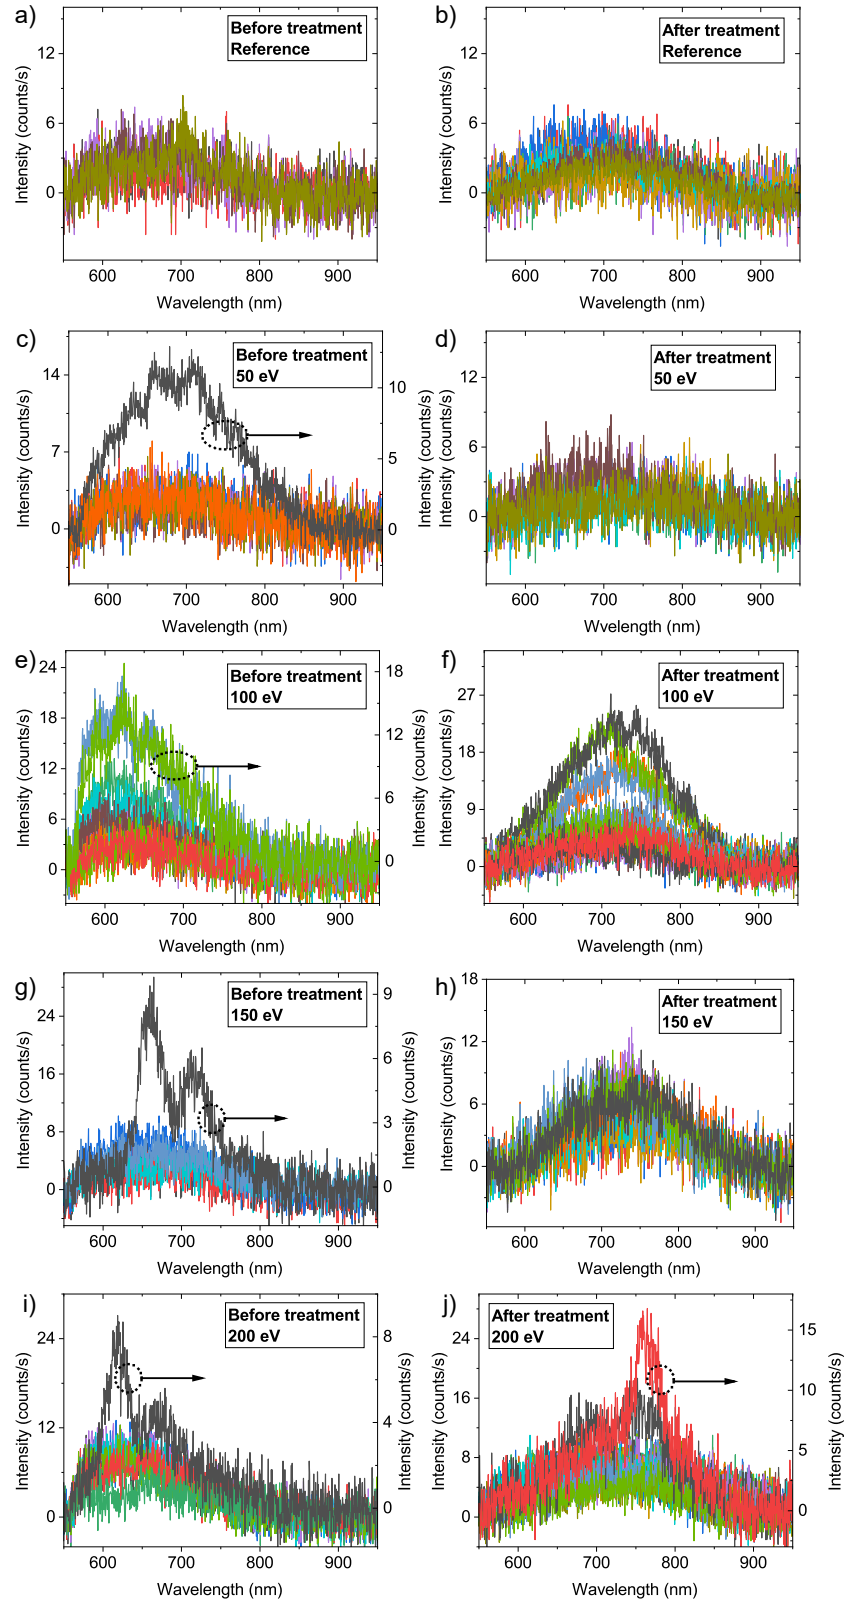 a)
Before treatment
Reference
Intensity (counts/s)
12
6
0
600 700 800 900
Wavelength (nm)
b)
After treatment
Reference
Intensity (counts/s)
12
6
0
600 700 800 900
Wavelength (nm)
c)
Before treatment
50 eV
Intensity (counts/s)
14
7
0
10
5
0
Intensity (counts/s)
600 700 800 900
Wavelength (nm)
d)
After treatment
50 eV
Intensity (counts/s)
12
6
0
600 700 800 900
Wvelength (nm)
e)
Before treatment
100 eV
Intensity (counts/s)
24
18
12
6
0
18
12
6
0
Intensity (counts/s)
600 700 800 900
Wavelength (nm)
f)
After treatment
100 eV
27
18
9
0
600 700 800 900
Wavelength (nm)
g)
Before treatment
150 eV
Intensity (counts/s)
24
16
8
0
9
6
3
0
Intensity (counts/s)
600 700 800 900
Wavelength (nm)
h)
After treatment
150 eV
Intensity (counts/s)
18
12
6
0
600 700 800 900
Wavelength (nm)
i)
Before treatment
200 eV
Intensity (counts/s)
24
12
0
8
4
0
Intensity (counts/s)
600 700 800 900
Wavelength (nm)
j)
After treatment
200 eV
24
16
8
0
15
10
5
0
Intensity (counts/s)
600 700 800 900
Wavelength (nm)